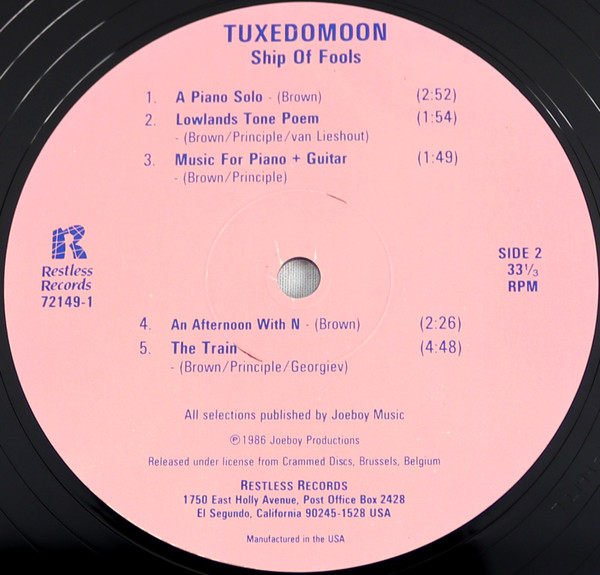 TUXEDOMOON
Ship Of Fools
1. A Piano Solo - (Brown) (2:52)
2. Lowlands Tone Poem (1:54)
- (Brown/Principle/van Lieshout)
3. Music For Piano + Guitar (1:49)
- (Brown/Principle)
R
Restless
Records
72149-1
SIDE 2
33 1/3
RPM
4. An Afternoon With N - (Brown) (2:26)
5. The Train (4:48)
- (Brown/Principle/Georgiev)
All selections published by Joeboy Music
℗1986 Joeboy Productions
Released under license from Crammed Discs, Brussels, Belgium
RESTLESS RECORDS
1750 East Holly Avenue, Post Office Box 2428
El Segundo, California 90245-1528 USA
Manufactured in the USA